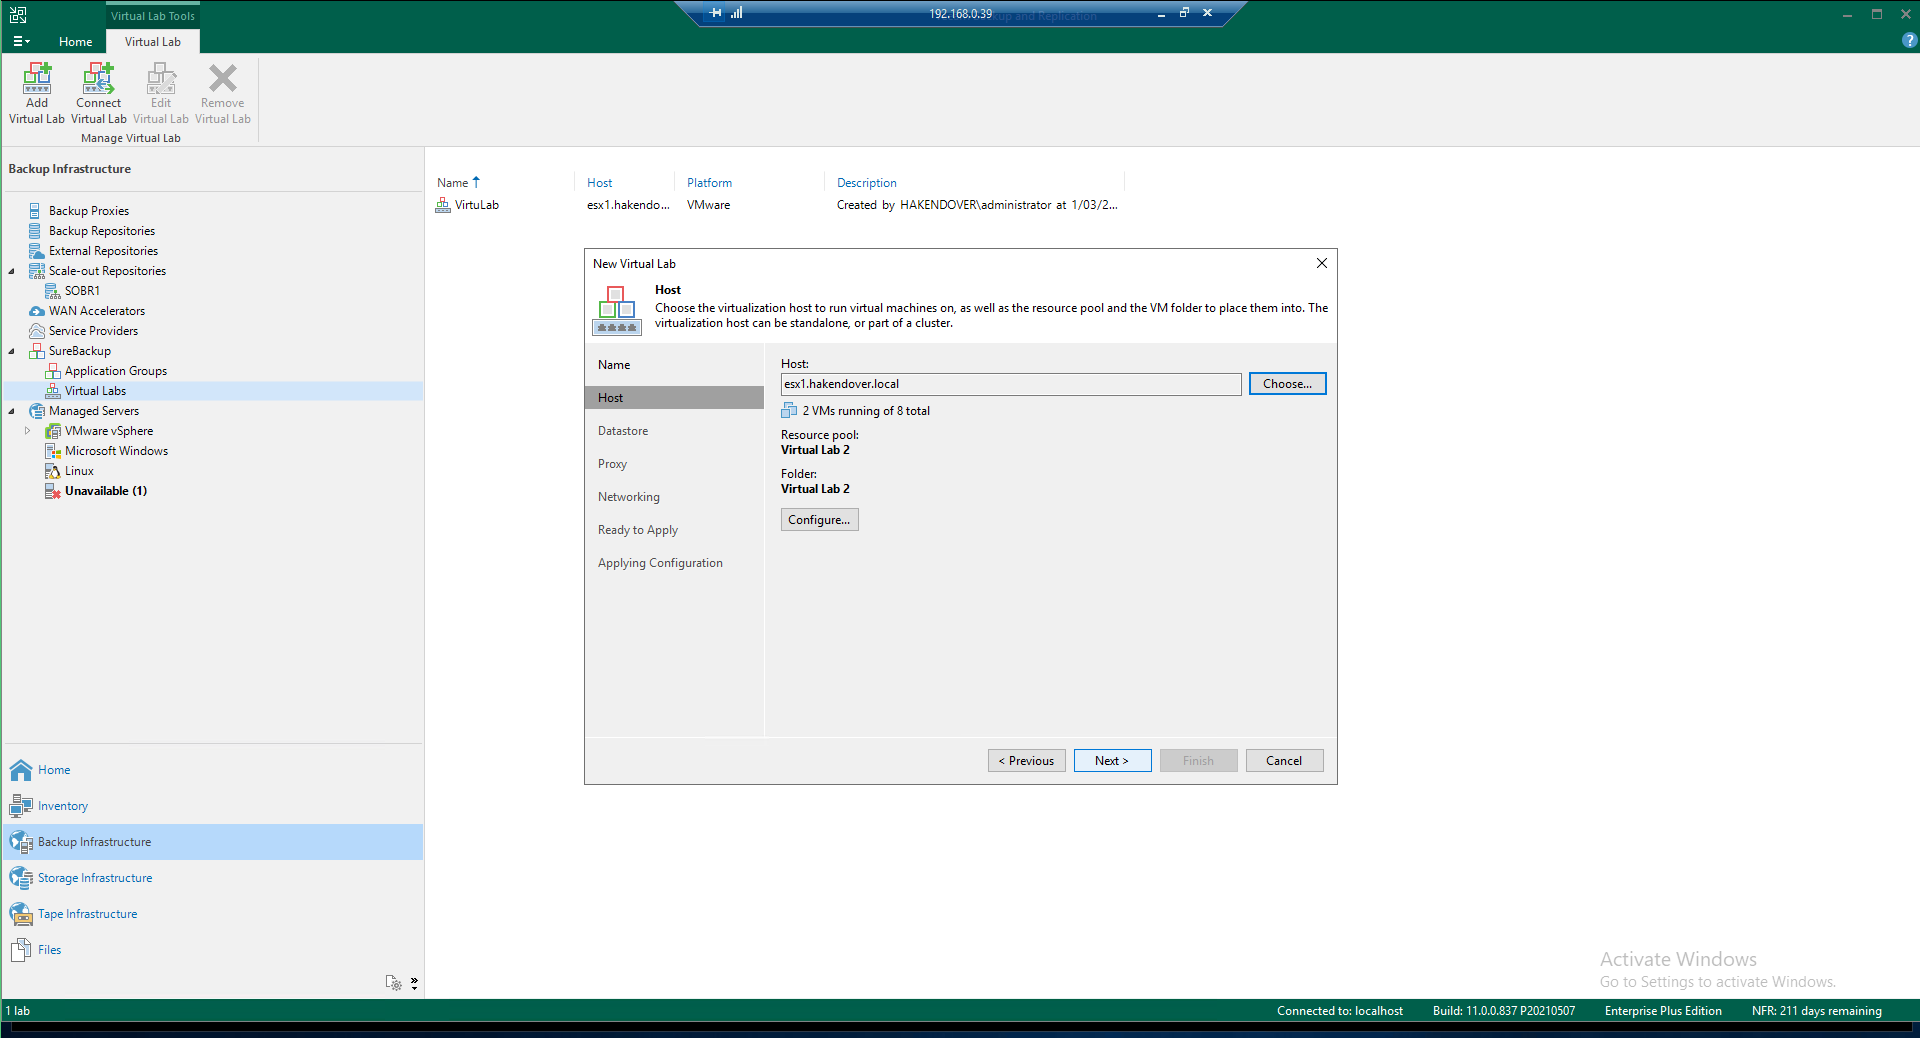 Virtual Lab Tools
192.168.0.39
up and Replication
Home
Virtual Lab
Add
Virtual Lab
Connect
Virtual Lab
Edit
Virtual Lab
Remove
Virtual Lab
Manage Virtual Lab
Backup Infrastructure
Backup Proxies
Backup Repositories
External Repositories
Scale-out Repositories
SOBR1
WAN Accelerators
Service Providers
SureBackup
Application Groups
Virtual Labs
Managed Servers
VMware vSphere
Microsoft Windows
Linux
Unavailable (1)
Home
Inventory
Backup Infrastructure
Storage Infrastructure
Tape Infrastructure
Files
Name Host Platform Description
VirtuLab esx1.hakendo... VMware Created by HAKENDOVER\administrator at 1/03/2...
New Virtual Lab
Host
Choose the virtualization host to run virtual machines on, as well as the resource pool and the VM folder to place them into. The
virtualization host can be standalone, or part of a cluster.
Name
Host
Datastore
Proxy
Networking
Ready to Apply
Applying Configuration
Host:
esx1.hakendover.local
Choose...
2 VMs running of 8 total
Resource pool:
Virtual Lab 2
Folder:
Virtual Lab 2
Configure...
< Previous
Next >
Finish
Cancel
Activate Windows
Go to Settings to activate Windows.
1 lab
Connected to: localhost
Build: 11.0.0.837 P20210507
Enterprise Plus Edition
NFR: 211 days remaining